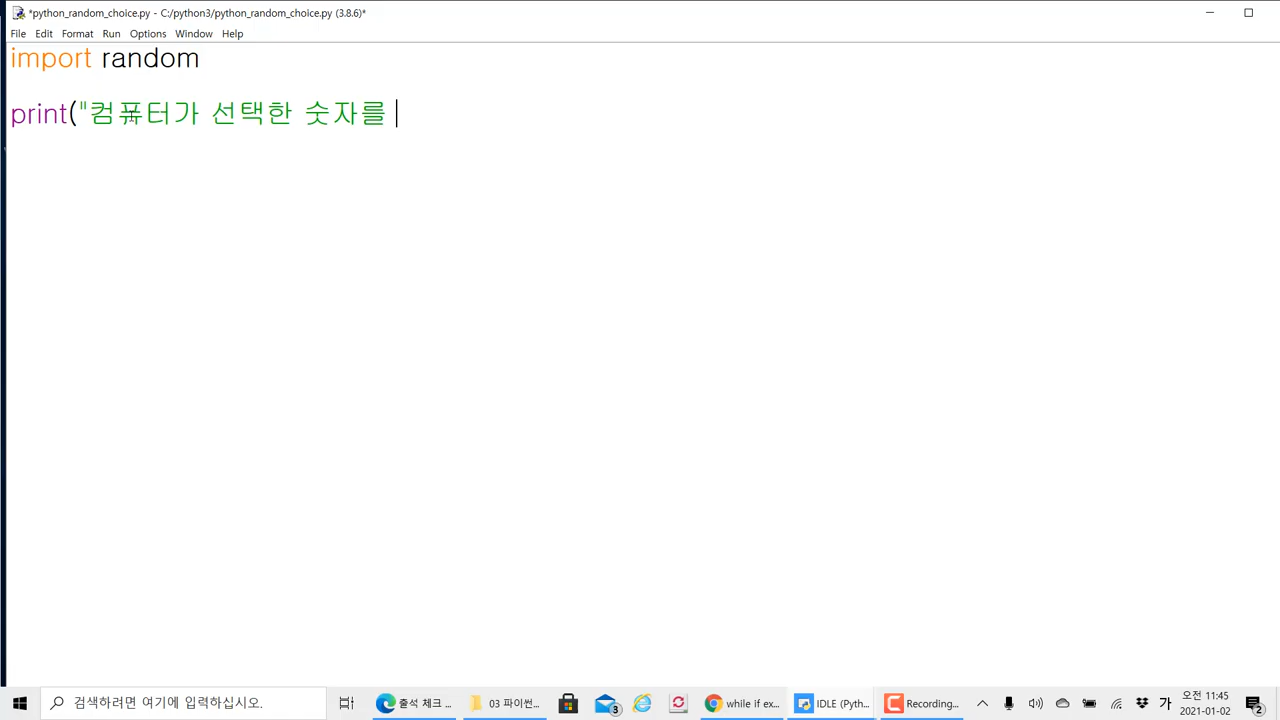 *python_random_choice.py - C:/python3/python_random_choice.py (3.8.6)*
File Edit Format Run Options Window Help
import random
print("컴퓨터가 선택한 숫자를
검색하려면 여기에 입력하십시오.
출석 체크 ...
03 파이썬...
3
while if ex...
IDLE (Pyth...
Recording...
가
오전 11:45
2021-01-02
2